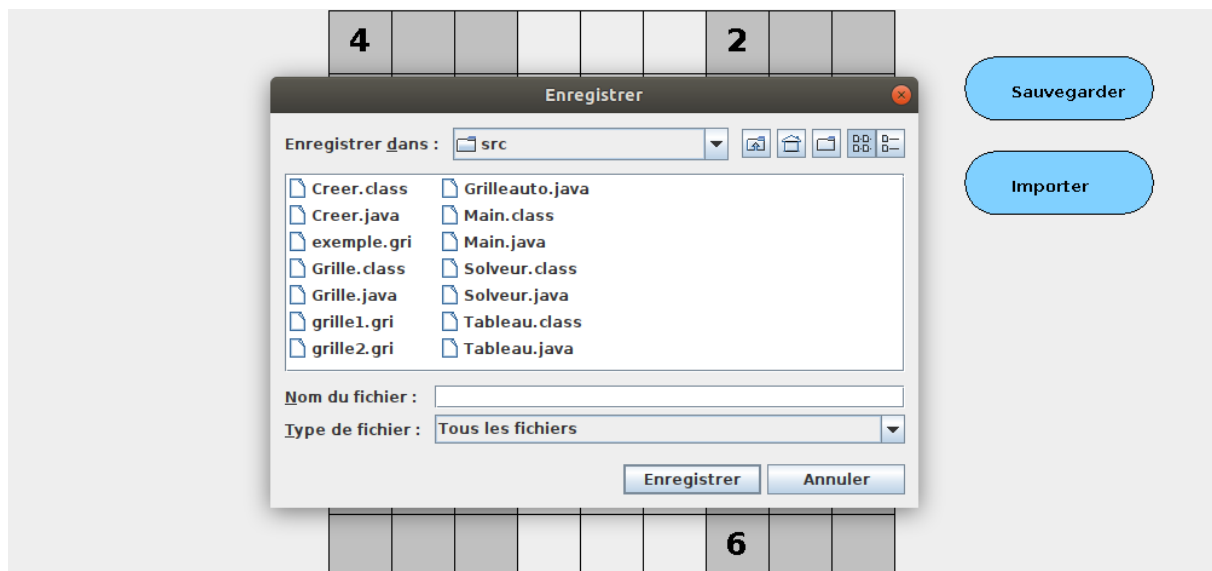 4 2
Enregistrer
Sauvegarder
Enregistrer dans : src
Importer
Creer.class Grilleauto.java
Creer.java Main.class
exemple.gri Main.java
Grille.class Solveur.class
Grille.java Solveur.java
grille1.gri Tableau.class
grille2.gri Tableau.java
Nom du fichier :
Type de fichier : Tous les fichiers
Enregistrer Annuler
6